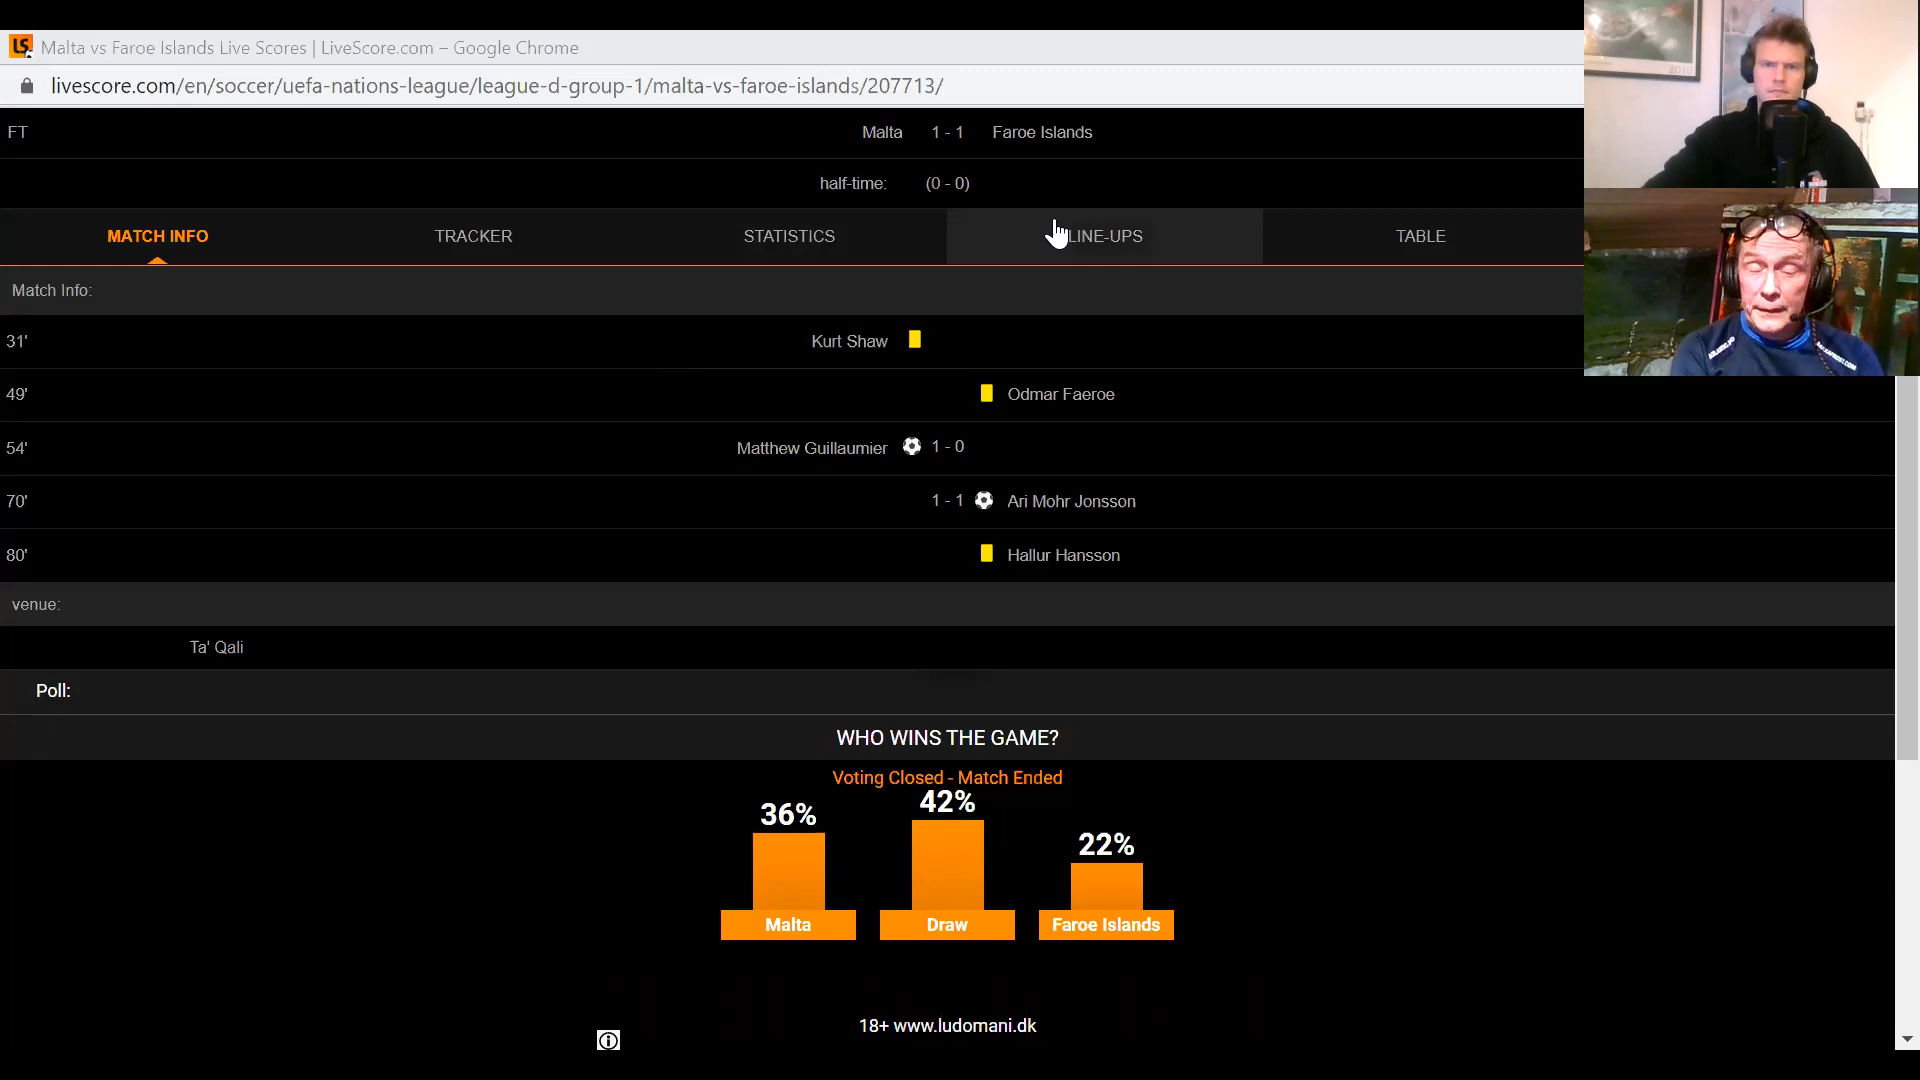 LS Malta vs Faroe Islands Live Scores | LiveScore.com – Google Chrome
livescore.com/en/soccer/uefa-nations-league/league-d-group-1/malta-vs-faroe-islands/207713/
FT Malta 1 - 1 Faroe Islands
half-time: (0 - 0)
MATCH INFO TRACKER STATISTICS LINE-UPS TABLE
Match Info:
31' Kurt Shaw
49' Odmar Faeroe
54' Matthew Guillaumier 1 - 0
70' 1 - 1 Ari Mohr Jonsson
80' Hallur Hansson
venue:
Ta' Qali
Poll:
WHO WINS THE GAME?
Voting Closed - Match Ended
36% 42% 22%
Malta Draw Faroe Islands
18+ www.ludomani.dk